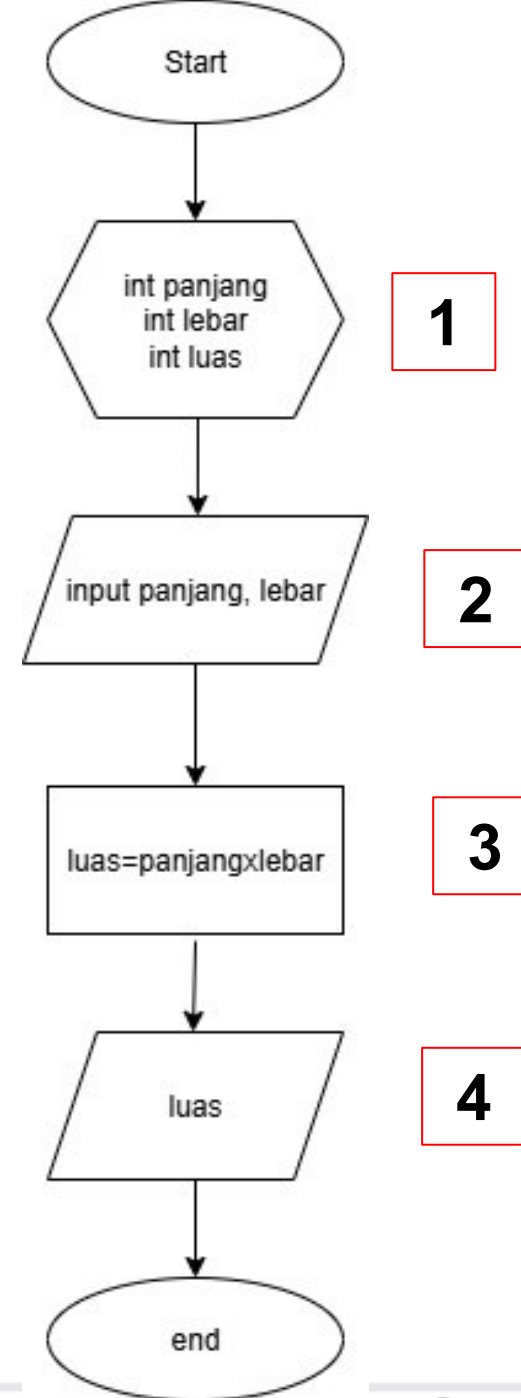 Start
int panjang
int lebar
int luas
1
input panjang, lebar
2
luas=panjangxlebar
3
luas
4
end